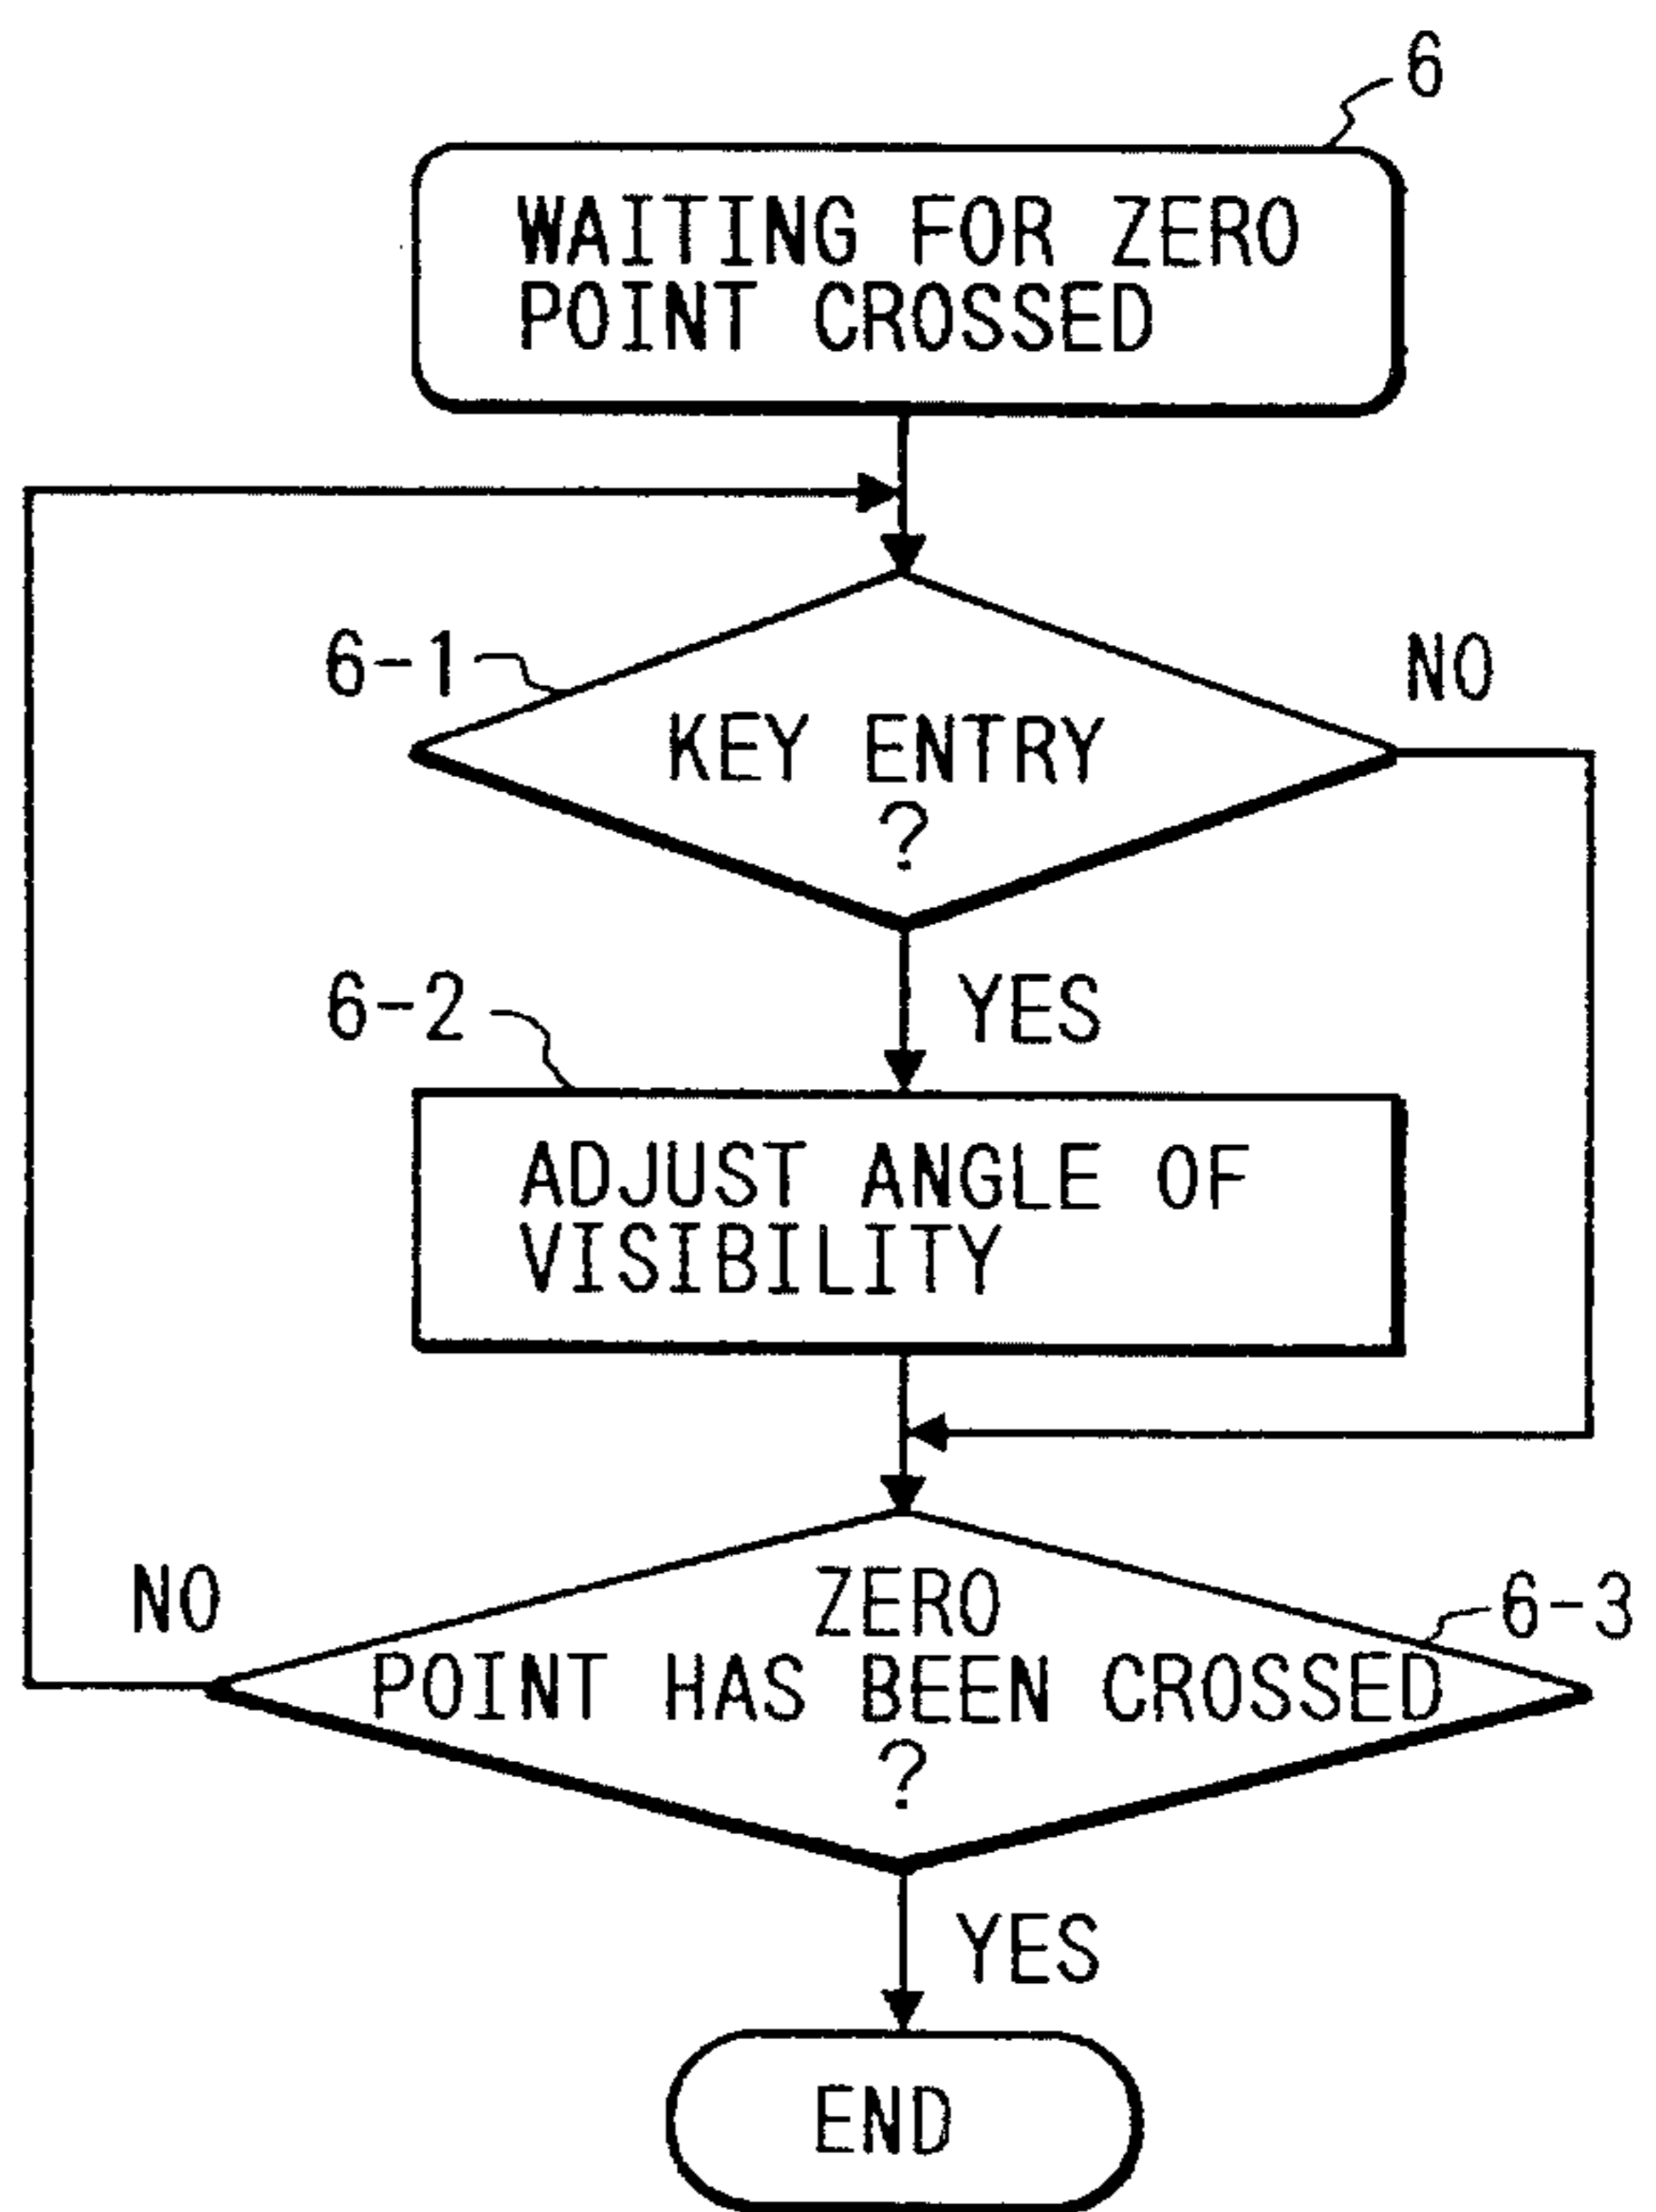 6
WAITING FOR ZERO
POINT CROSSED
6-1
NO
KEY ENTRY
?
YES
6-2
ADJUST ANGLE OF
VISIBILITY
NO
ZERO
6-3
POINT HAS BEEN CROSSED
?
YES
END